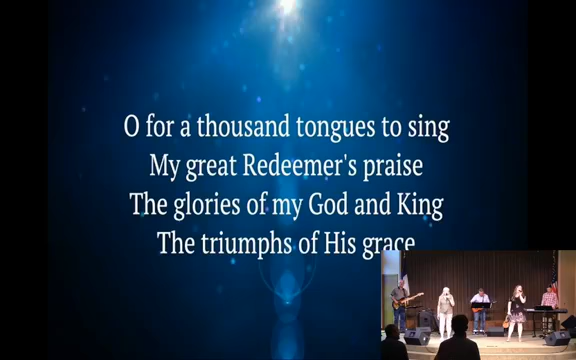 O for a thousand tongues to sing
My great Redeemer's praise
The glories of my God and King
The triumphs of His grace